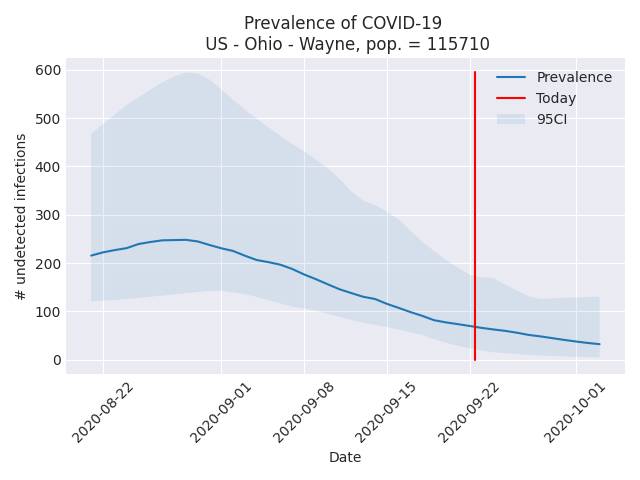 Prevalence of COVID-19
US - Ohio - Wayne, pop. = 115710
600
500
400
300
200
100
0
# undetected infections
Prevalence
Today
95CI
2020-08-22
2020-09-01
2020-09-08
2020-09-15
2020-09-22
2020-10-01
Date